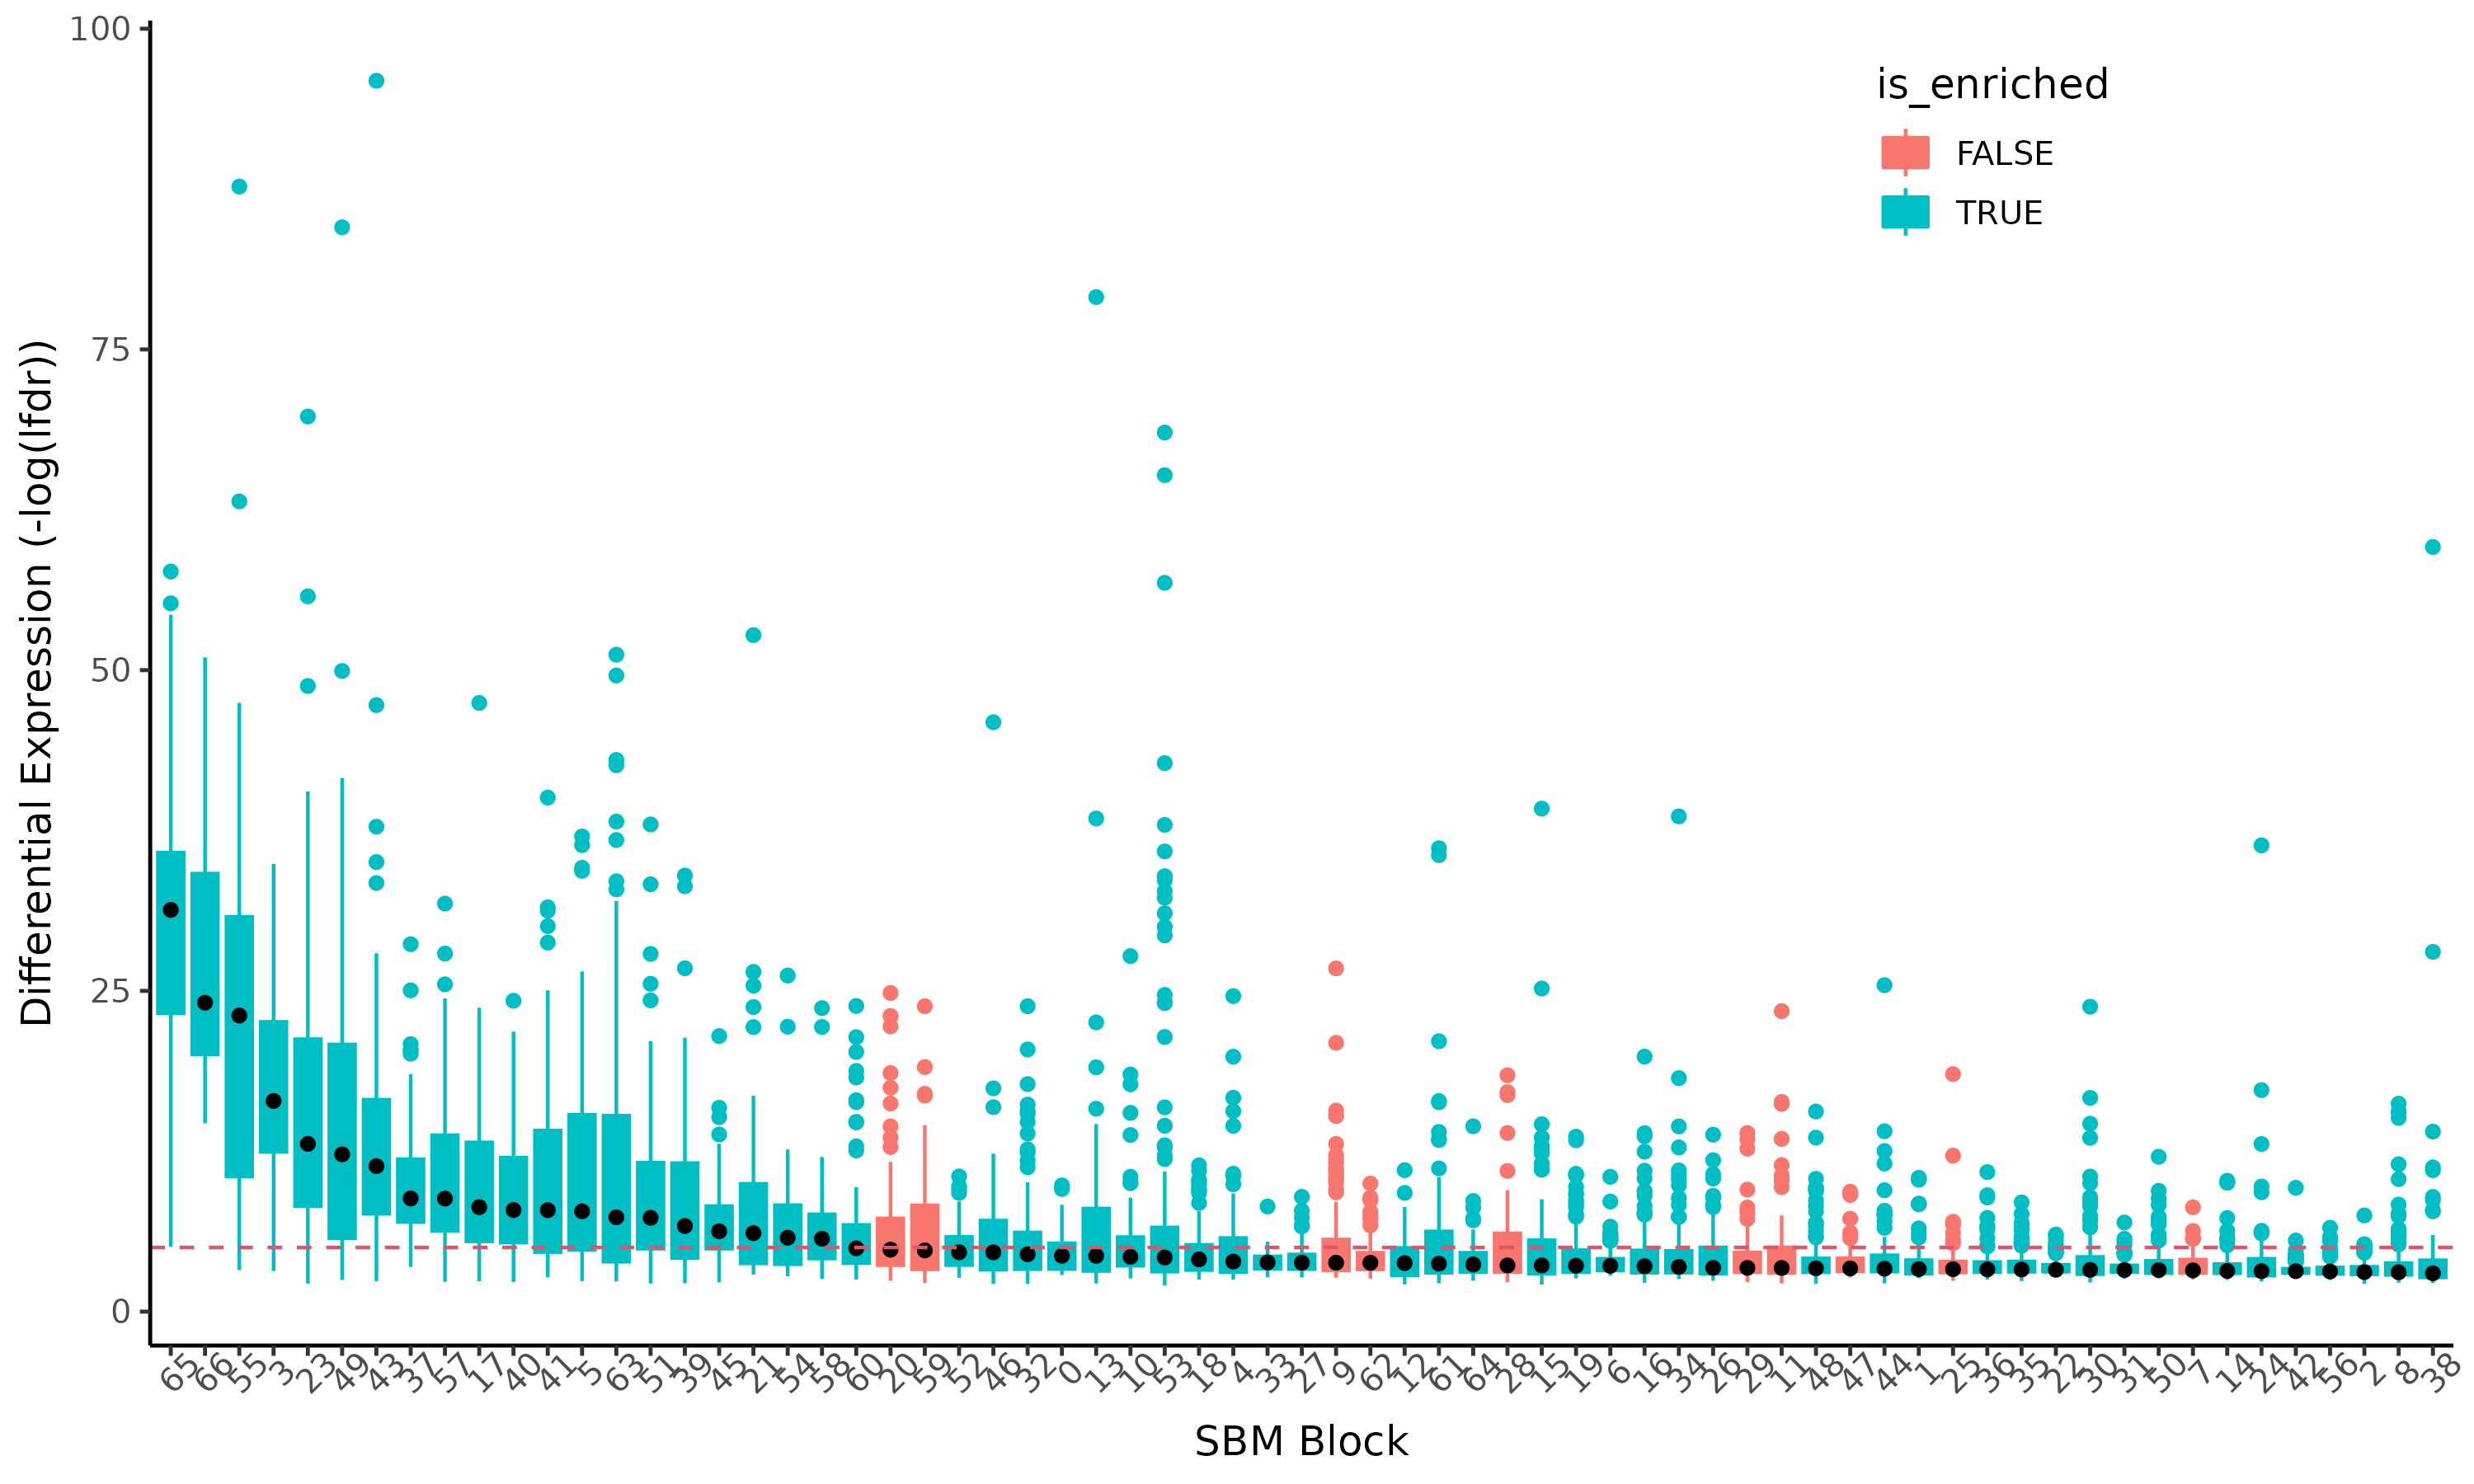 100
75
50
25
0
Differential Expression (-log(lfdr))
is_enriched
FALSE
TRUE
65 66 55 3 23 49 43 37 57 17 40 41 5 63 51 39 45 21 54 58 60 20 59 52 46 32 0 13 10 53 18 4 33 27 9 62 12 61 64 28 15 19 6 16 34 26 29 11 48 47 44 1 25 36 35 22 30 31 50 7 14 24 42 56 2 8 38
SBM Block